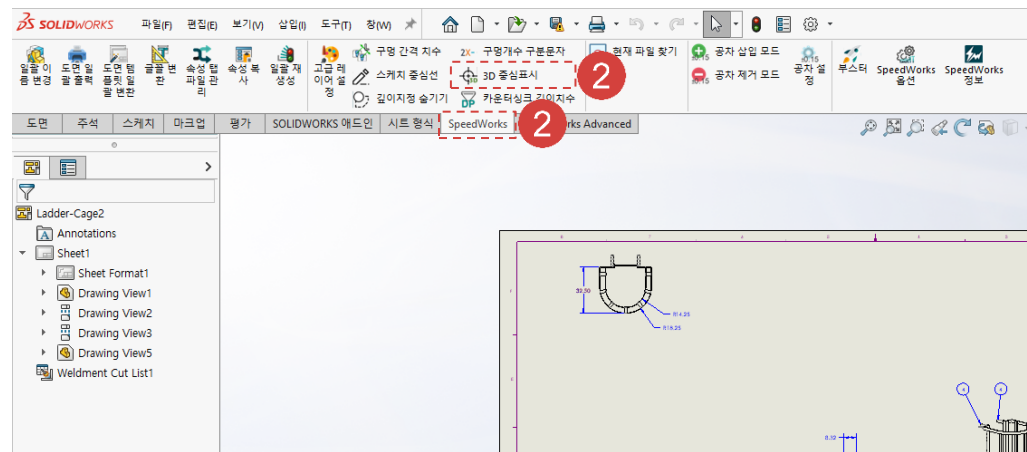 SOLIDWORKS 파일(F) 편집(E) 보기(V) 삽입(I) 도구(T) 창(W)
일괄 이름 변경 도면 일괄 출력 도면 템플릿 일괄 변환 글꼴 변환 속성 탭 파일 관리 속성 복사 일괄 재생성 고급 레이어 설정
구멍 간격 치수 2x- 구멍개수 구분문자 현재 파일 찾기 공차 삽입 모드
스케치 중심선 3D 중심표시 2 공차 제거 모드
깊이지정 숨기기 카운터싱크 깊이치수
공차 설정 부스터 SpeedWorks 옵션 SpeedWorks 정보
도면 주석 스케치 마크업 평가 SOLIDWORKS 애드인 시트 형식 SpeedWorks 2 rks Advanced
Ladder-Cage2
Annotations
Sheet1
Sheet Format1
Drawing View1
Drawing View2
Drawing View3
Drawing View5
Weldment Cut List1
R14.25
R16.25